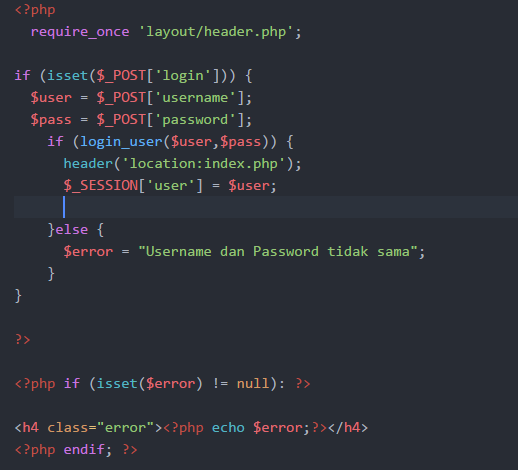 <?php
  require_once 'layout/header.php';

if (isset($_POST['login'])) {
  $user = $_POST['username'];
  $pass = $_POST['password'];
    if (login_user($user,$pass)) {
      header('location:index.php');
      $_SESSION['user'] = $user;

    }else {
      $error = "Username dan Password tidak sama";
    }
}

?>

<?php if (isset($error) != null): ?>

<h4 class="error"><?php echo $error;?></h4>
<?php endif; ?>